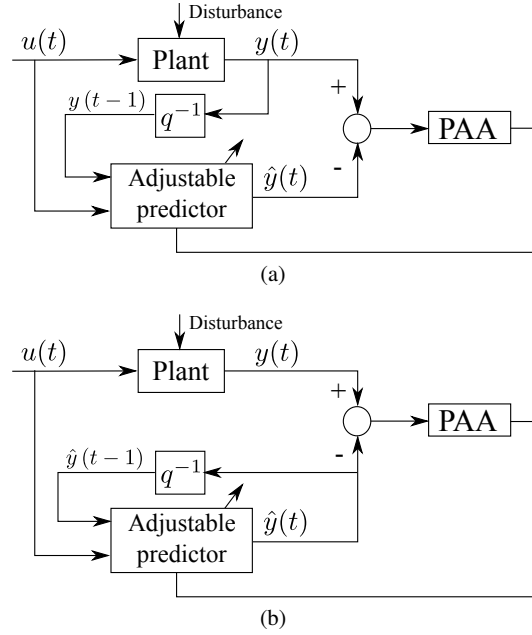 Disturbance
u(t)
Plant
y(t)
y(t − 1)
q⁻¹
+
-
PAA
Adjustable
predictor
ŷ(t)
(a)
Disturbance
u(t)
Plant
y(t)
+
-
PAA
ŷ(t − 1)
q⁻¹
Adjustable
predictor
ŷ(t)
(b)